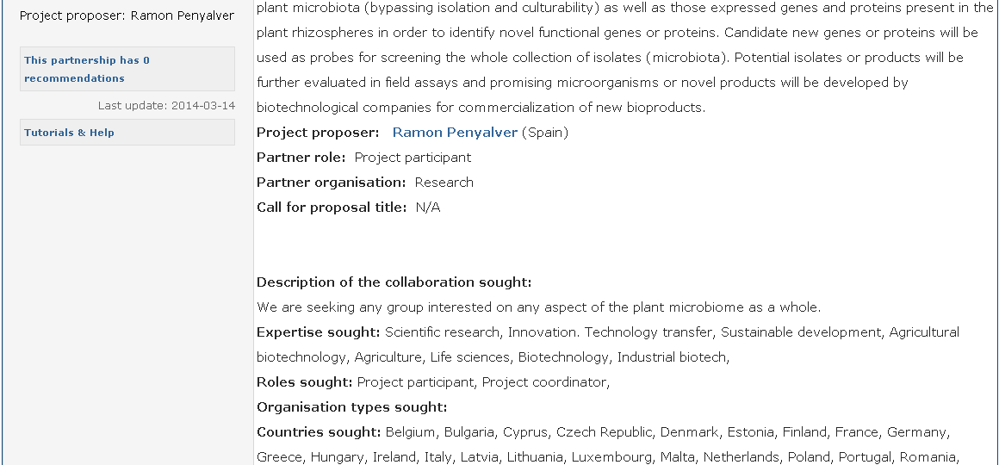 Project proposer: Ramon Penyalver
This partnership has 0
recommendations
Last update: 2014-03-14
Tutorials & Help
plant microbiota (bypassing isolation and culturability) as well as those expressed genes and proteins present in the
plant rhizospheres in order to identify novel functional genes or proteins. Candidate new genes or proteins will be
used as probes for screening the whole collection of isolates (microbiota). Potential isolates or products will be
further evaluated in field assays and promising microorganisms or novel products will be developed by
biotechnological companies for commercialization of new bioproducts.
Project proposer: Ramon Penyalver (Spain)
Partner role: Project participant
Partner organisation: Research
Call for proposal title: N/A
Description of the collaboration sought:
We are seeking any group interested on any aspect of the plant microbiome as a whole.
Expertise sought: Scientific research, Innovation. Technology transfer, Sustainable development, Agricultural
biotechnology, Agriculture, Life sciences, Biotechnology, Industrial biotech,
Roles sought: Project participant, Project coordinator,
Organisation types sought:
Countries sought: Belgium, Bulgaria, Cyprus, Czech Republic, Denmark, Estonia, Finland, France, Germany,
Greece, Hungary, Ireland, Italy, Latvia, Lithuania, Luxembourg, Malta, Netherlands, Poland, Portugal, Romania,